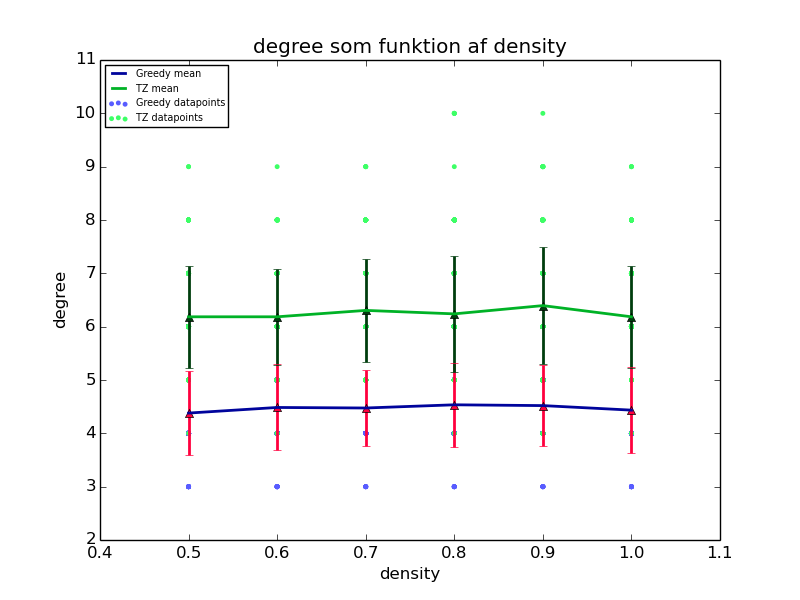 degree som funktion af density
Greedy mean
TZ mean
Greedy datapoints
TZ datapoints
11
10
9
8
7
6
5
4
3
2
degree
0.4 0.5 0.6 0.7 0.8 0.9 1.0 1.1
density